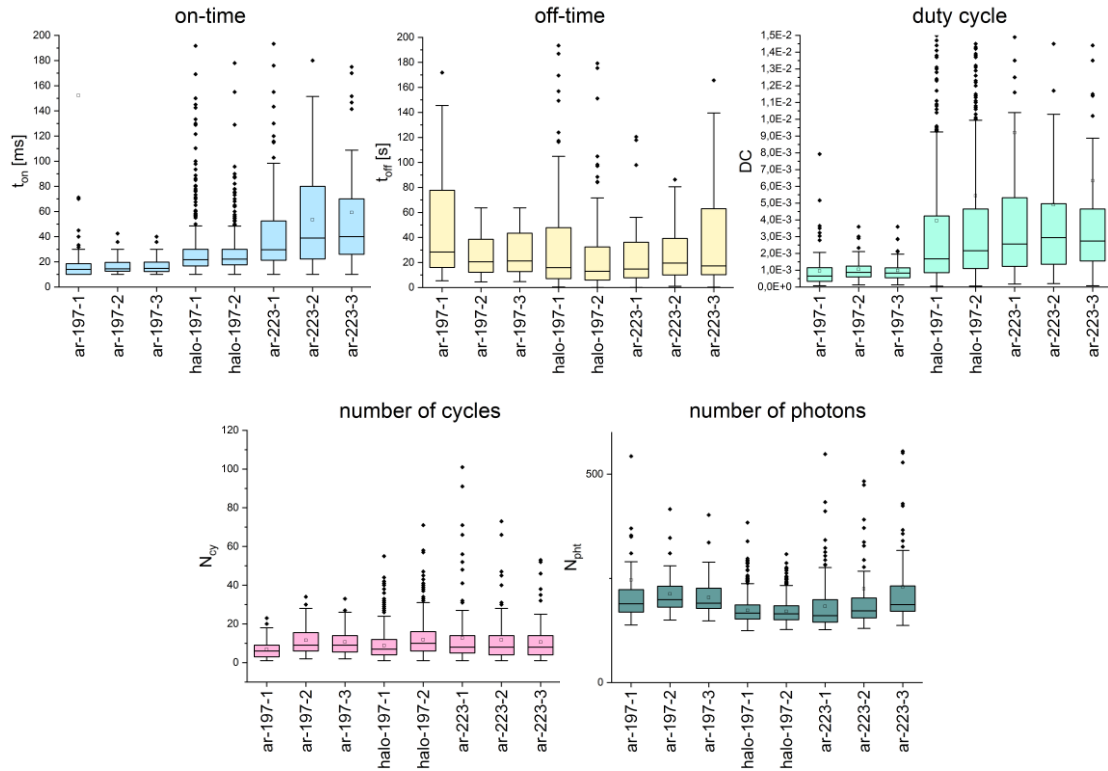 on-time
off-time
duty cycle
t_on [ms]
200
180
160
140
120
100
80
60
40
20
0
ar-197-1
ar-197-2
ar-197-3
halo-197-1
halo-197-2
ar-223-1
ar-223-2
ar-223-3
t_off [s]
200
180
160
140
120
100
80
60
40
20
0
ar-197-1
ar-197-2
ar-197-3
halo-197-1
halo-197-2
ar-223-1
ar-223-2
ar-223-3
DC
1,5E-2
1,4E-2
1,3E-2
1,2E-2
1,1E-2
1,0E-2
9,0E-3
8,0E-3
7,0E-3
6,0E-3
5,0E-3
4,0E-3
3,0E-3
2,0E-3
1,0E-3
0,0E+0
ar-197-1
ar-197-2
ar-197-3
halo-197-1
halo-197-2
ar-223-1
ar-223-2
ar-223-3
number of cycles
number of photons
N_cy
120
100
80
60
40
20
0
ar-197-1
ar-197-2
ar-197-3
halo-197-1
halo-197-2
ar-223-1
ar-223-2
ar-223-3
N_pht
500
0
ar-197-1
ar-197-2
ar-197-3
halo-197-1
halo-197-2
ar-223-1
ar-223-2
ar-223-3